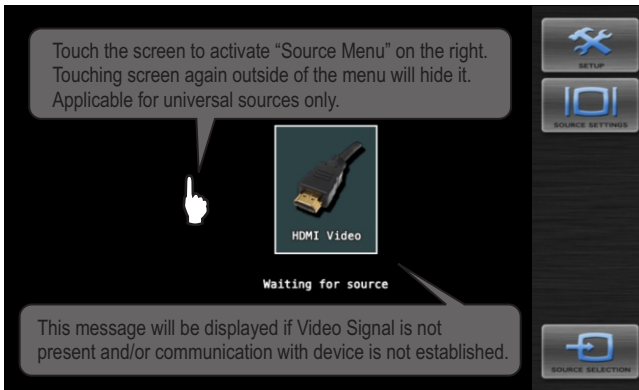 Touch the screen to activate “Source Menu” on the right.
Touching screen again outside of the menu will hide it.
Applicable for universal sources only.
SETUP
SOURCE SETTINGS
HDMI Video
Waiting for source
This message will be displayed if Video Signal is not
present and/or communication with device is not established.
SOURCE SELECTION